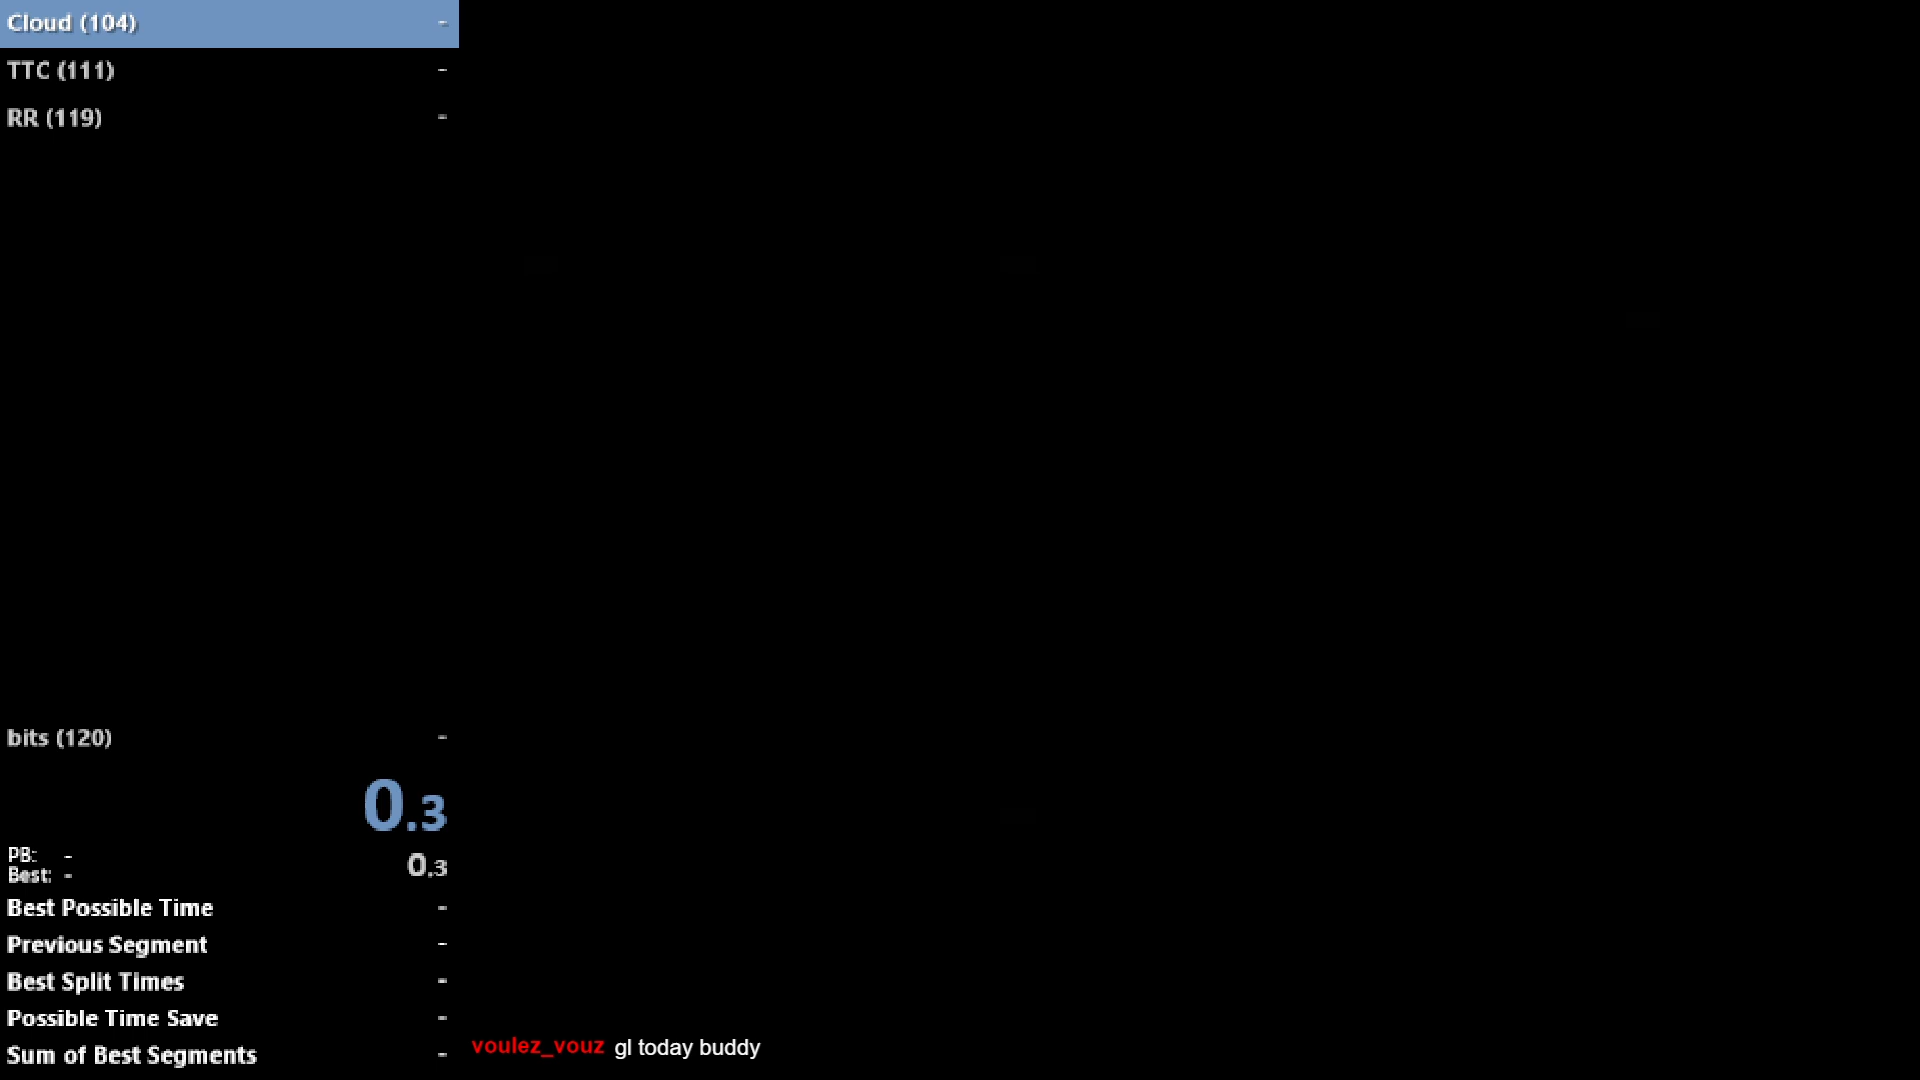 Cloud (104) -
TTC (111) -
RR (119) -
bits (120) -
0.3
PB: -
Best: -
0.3
Best Possible Time -
Previous Segment -
Best Split Times -
Possible Time Save -
Sum of Best Segments -
voulez_vouz gl today buddy